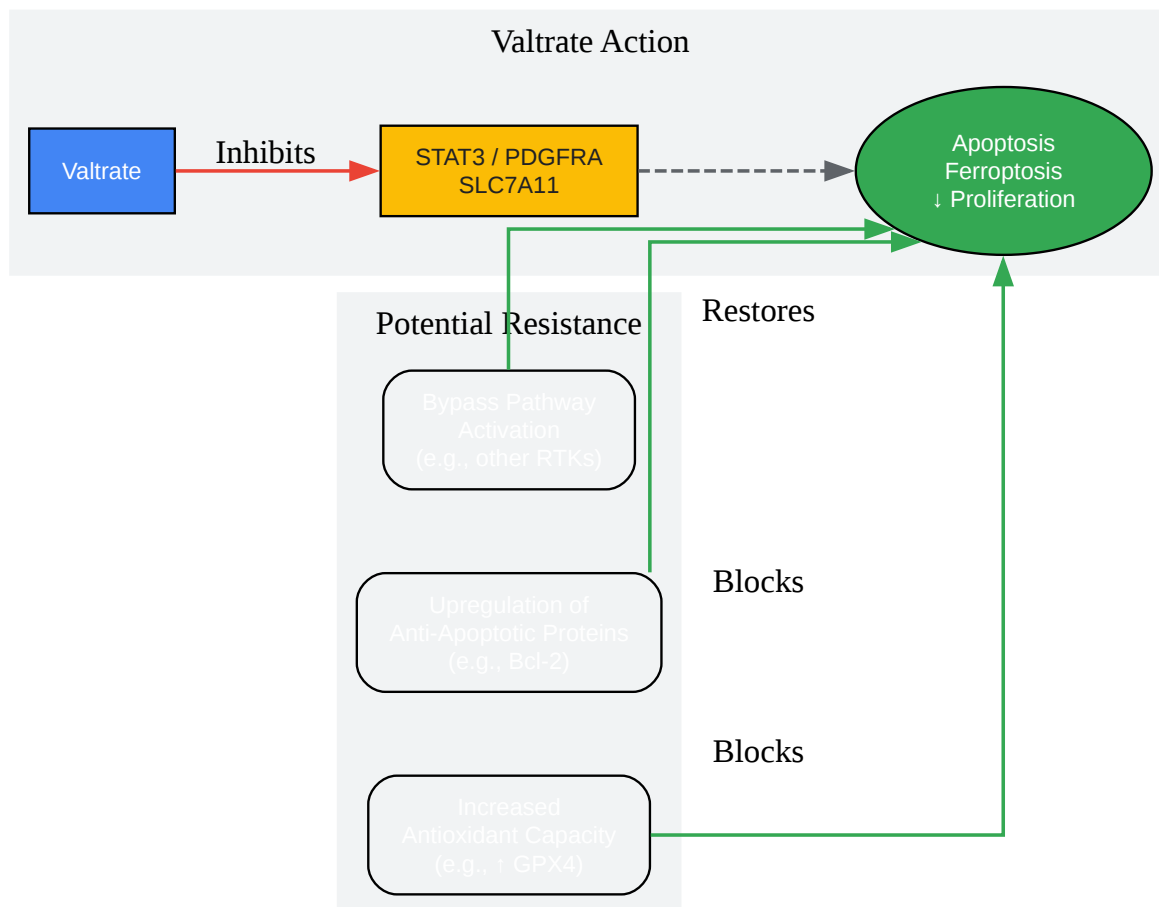 Valtrate Action
Valtrate
Inhibits
STAT3 / PDGFRA
SLC7A11
Apoptosis
Ferroptosis
↓ Proliferation
Potential Resistance
Restores
Bypass Pathway
Activation
(e.g., other RTKs)
Blocks
Upregulation of
Anti-Apoptotic Proteins
(e.g., Bcl-2)
Blocks
Increased
Antioxidant Capacity
(e.g., ↑ GPX4)